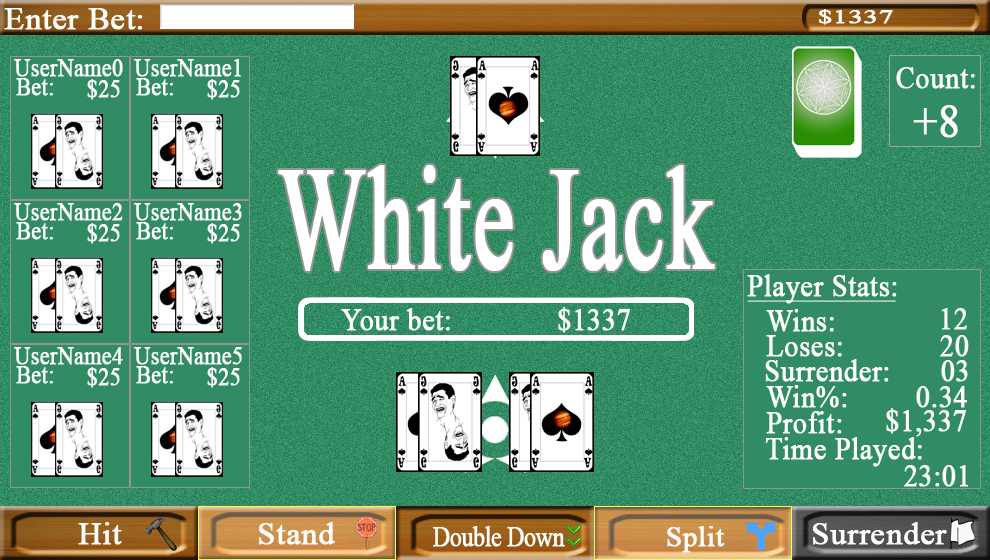 Enter Bet:
$1337
UserName0
Bet: $25
UserName1
Bet: $25
UserName2
Bet: $25
UserName3
Bet: $25
UserName4
Bet: $25
UserName5
Bet: $25
Count:
+8
White Jack
Your bet: $1337
Player Stats:
Wins: 12
Loses: 20
Surrender: 03
Win%: 0.34
Profit: $1,337
Time Played:
23:01
Hit
Stand
STOP
Double Down
Split
Surrender